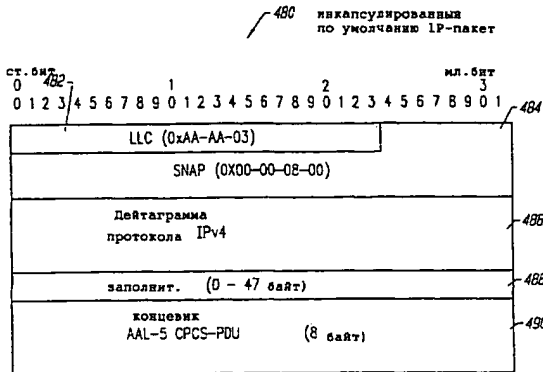 480 инкапсулированный
по умолчанию IP-пакет
ст.бит 482 мл.бит
0 1 2 3
0 1 2 3 4 5 6 7 8 9 0 1 2 3 4 5 6 7 8 9 0 1 2 3 4 5 6 7 8 9 0 1
484
LLC (0xAA-AA-03)
SNAP (0X00-00-08-00)
Дейтаграмма
протокола IPv4
486
заполнит. (0 - 47 байт)
488
концевик
AAL-5 CPCS-PDU (8 байт)
490